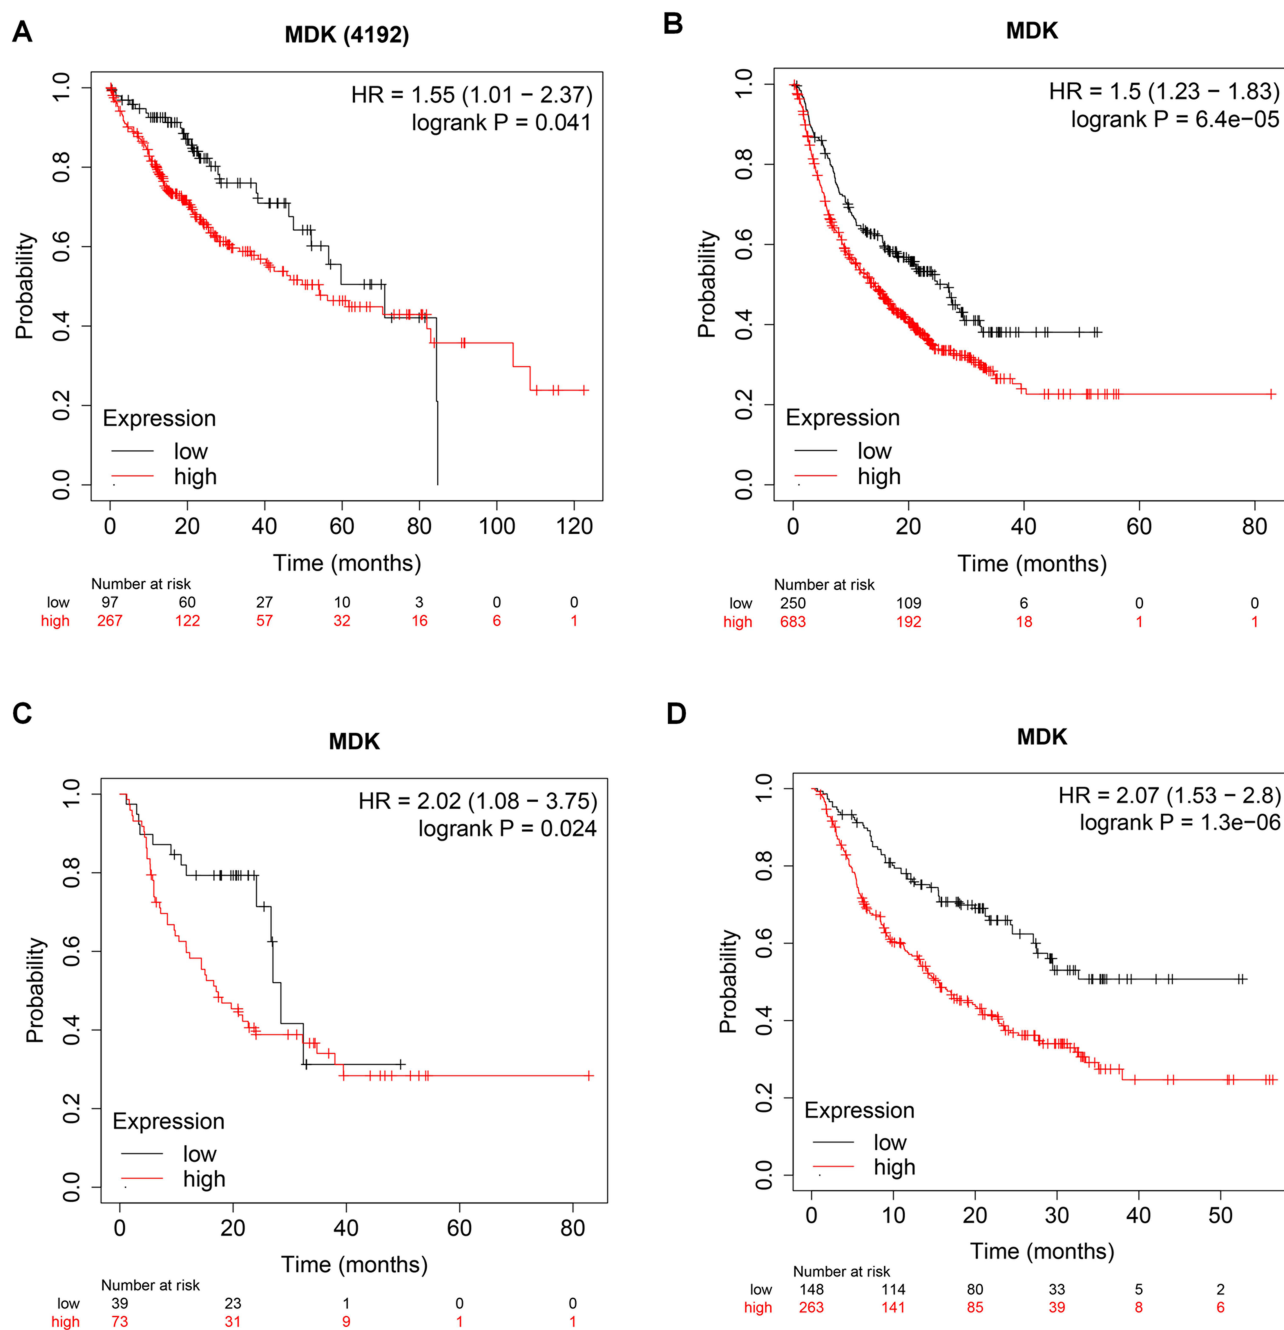 A
MDK (4192)
HR = 1.55 (1.01 − 2.37)
logrank P = 0.041
Probability
1.0
0.8
0.6
0.4
0.2
0.0
Expression
low
high
0 20 40 60 80 100 120
Time (months)
Number at risk
low 97 60 27 10 3 0 0
high 267 122 57 32 16 6 1
B
MDK
HR = 1.5 (1.23 − 1.83)
logrank P = 6.4e−05
Probability
1.0
0.8
0.6
0.4
0.2
0.0
Expression
low
high
0 20 40 60 80
Time (months)
Number at risk
low 250 109 6 0 0
high 683 192 18 1 1
C
MDK
HR = 2.02 (1.08 − 3.75)
logrank P = 0.024
Probability
1.0
0.8
0.6
0.4
0.2
0.0
Expression
low
high
0 20 40 60 80
Time (months)
Number at risk
low 39 23 1 0 0
high 73 31 9 1 1
D
MDK
HR = 2.07 (1.53 − 2.8)
logrank P = 1.3e−06
Probability
1.0
0.8
0.6
0.4
0.2
0.0
Expression
low
high
0 10 20 30 40 50
Time (months)
Number at risk
low 148 114 80 33 5 2
high 263 141 85 39 8 6